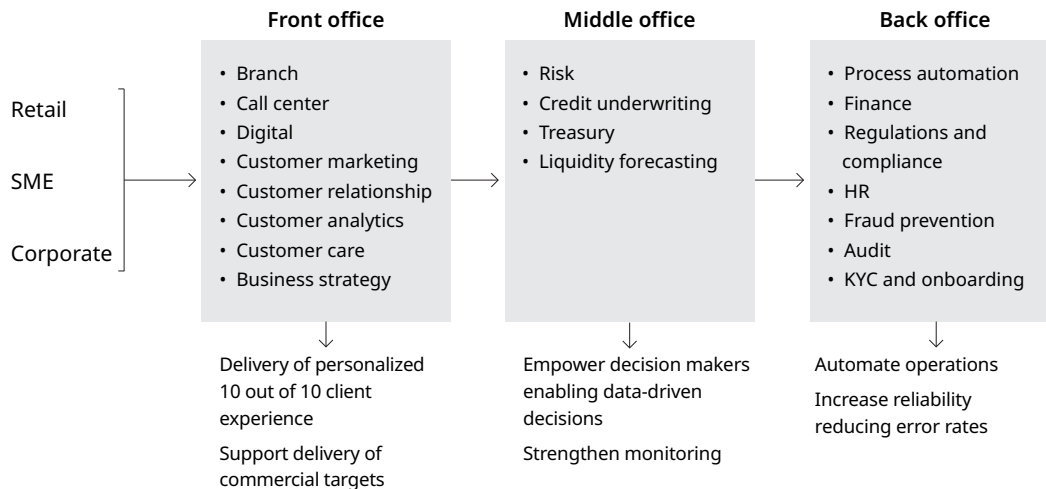 Front office
Middle office
Back office
Retail
SME
Corporate
• Branch
• Call center
• Digital
• Customer marketing
• Customer relationship
• Customer analytics
• Customer care
• Business strategy
• Risk
• Credit underwriting
• Treasury
• Liquidity forecasting
• Process automation
• Finance
• Regulations and
compliance
• HR
• Fraud prevention
• Audit
• KYC and onboarding
Delivery of personalized
10 out of 10 client
experience
Support delivery of
commercial targets
Empower decision makers
enabling data-driven
decisions
Strengthen monitoring
Automate operations
Increase reliability
reducing error rates